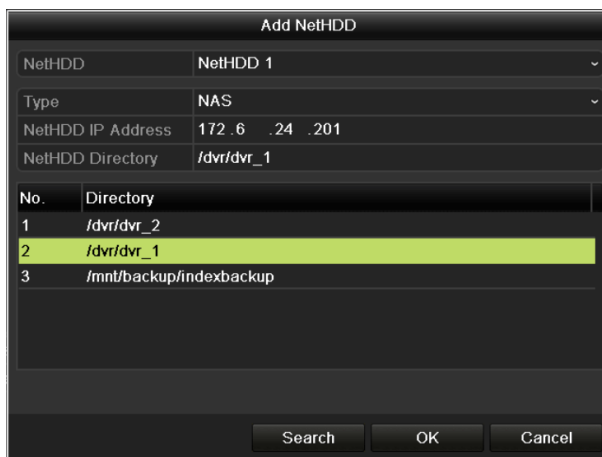 Add NetHDD
NetHDD NetHDD 1
Type NAS
NetHDD IP Address 172 .6 .24 .201
NetHDD Directory /dvr/dvr_1
No. Directory
1 /dvr/dvr_2
2 /dvr/dvr_1
3 /mnt/backup/indexbackup
Search OK Cancel